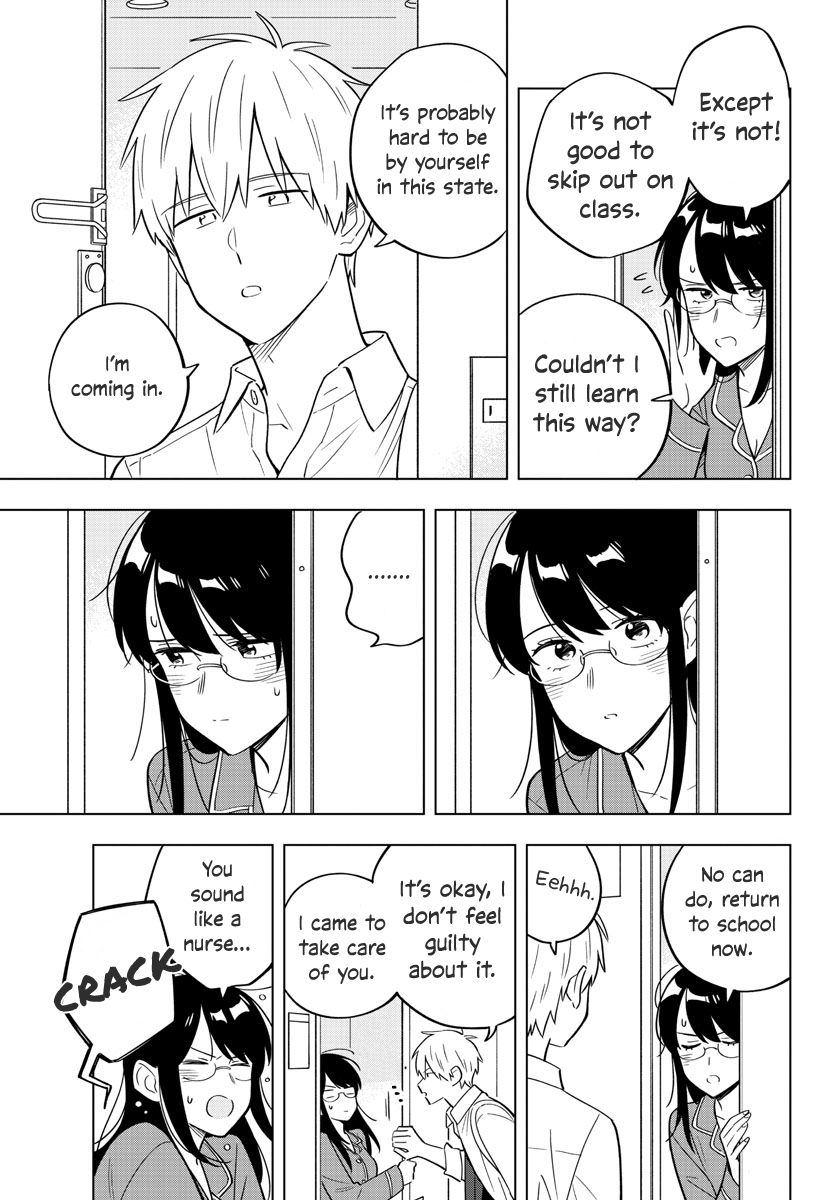 Except
it's not!
It's not
good to
skip out on
class.
Couldn't I
still learn
this way?
It's probably
hard to be
by yourself
in this state.
I'm
coming in.
........
No can
do, return
to school
now.
Eehhh.
It's okay, I
don't feel
guilty
about it.
I came to
take care
of you.
You
sound
like a
nurse...
CRACK